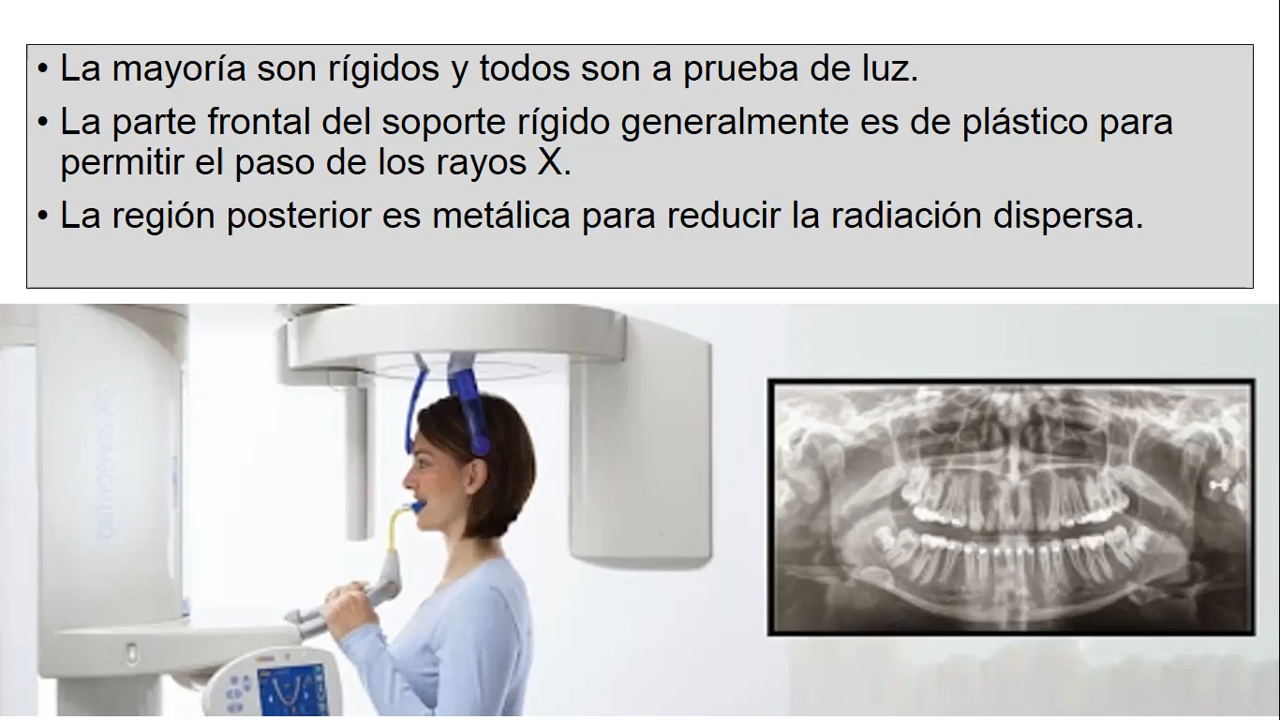 • La mayoría son rígidos y todos son a prueba de luz.
• La parte frontal del soporte rígido generalmente es de plástico para
permitir el paso de los rayos X.
• La región posterior es metálica para reducir la radiación dispersa.